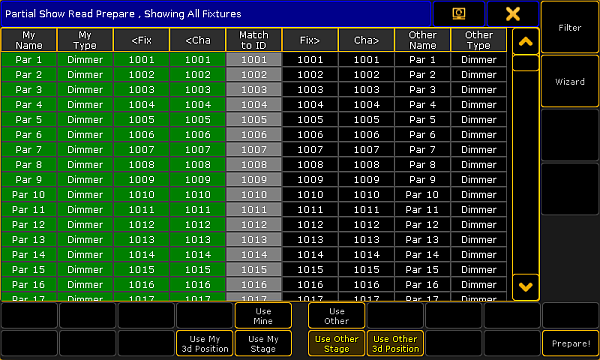 Partial Show Read Prepare , Showing All Fixtures
My Name My Type <Fix <Cha Match to ID Fix> Cha> Other Name Other Type
Par 1 Dimmer 1001 1001 1001 1001 1001 Par 1 Dimmer
Par 2 Dimmer 1002 1002 1002 1002 1002 Par 2 Dimmer
Par 3 Dimmer 1003 1003 1003 1003 1003 Par 3 Dimmer
Par 4 Dimmer 1004 1004 1004 1004 1004 Par 4 Dimmer
Par 5 Dimmer 1005 1005 1005 1005 1005 Par 5 Dimmer
Par 6 Dimmer 1006 1006 1006 1006 1006 Par 6 Dimmer
Par 7 Dimmer 1007 1007 1007 1007 1007 Par 7 Dimmer
Par 8 Dimmer 1008 1008 1008 1008 1008 Par 8 Dimmer
Par 9 Dimmer 1009 1009 1009 1009 1009 Par 9 Dimmer
Par 10 Dimmer 1010 1010 1010 1010 1010 Par 10 Dimmer
Par 11 Dimmer 1011 1011 1011 1011 1011 Par 11 Dimmer
Par 12 Dimmer 1012 1012 1012 1012 1012 Par 12 Dimmer
Par 13 Dimmer 1013 1013 1013 1013 1013 Par 13 Dimmer
Par 14 Dimmer 1014 1014 1014 1014 1014 Par 14 Dimmer
Par 15 Dimmer 1015 1015 1015 1015 1015 Par 15 Dimmer
Par 16 Dimmer 1016 1016 1016 1016 1016 Par 16 Dimmer
Par 17 Dimmer 1017 1017 1017 1017 1017 Par 17 Dimmer
Filter
Wizard
Use Mine
Use Other
Use My 3d Position
Use My Stage
Use Other Stage
Use Other 3d Position
Prepare!